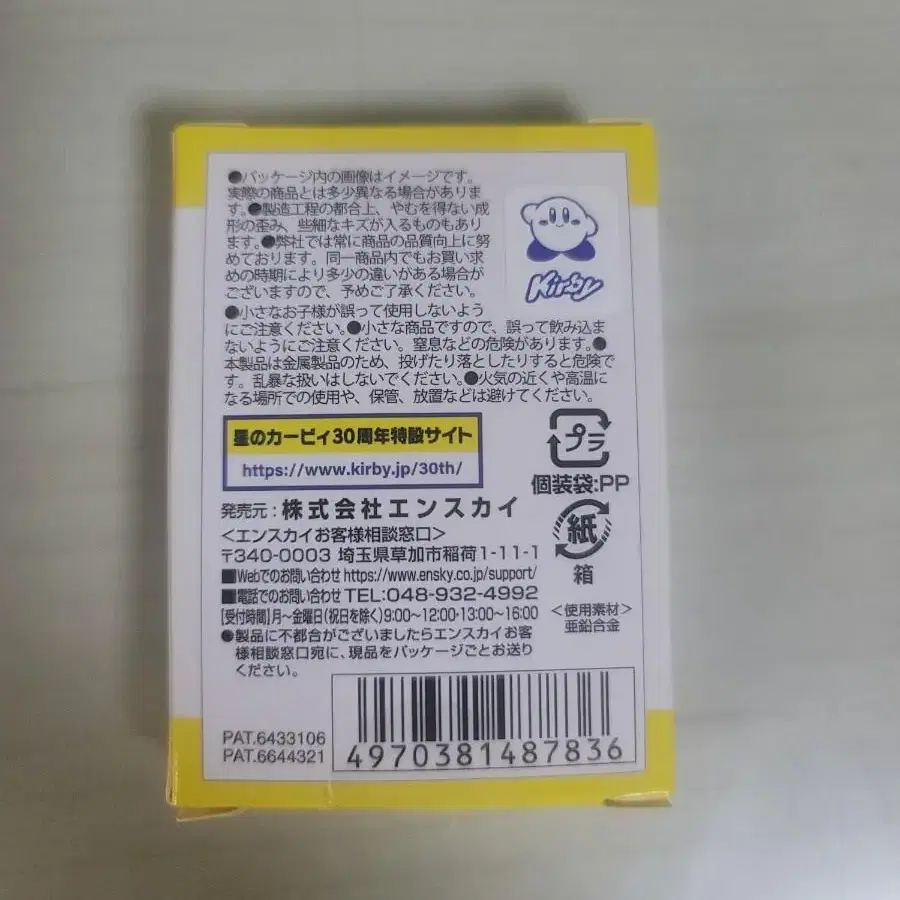 ●パッケージ内の画像はイメージです。
実際の商品とは多少異なる場合がありま
す。●製造工程の都合上、やむを得ない成
形の歪み、些細なキズが入るものもあり
ます。●弊社では常に商品の品質向上に努
めております。同一商品内でもお買い求
めの時期により多少の違いがある場合が
ございますので、予めご了承ください。
Kirby
●小さなお子様が誤って使用しないよう
にご注意ください。●小さな商品ですので、誤って飲み込ま
ないようにご注意ください。窒息などの危険があります。●
本製品は金属製品のため、投げたり落としたりすると危険で
す。乱暴な扱いはしないでください。●火気の近くや高温に
なる場所での使用や、保管、放置などは避けてください。
星のカービィ30周年特設サイト
https://www.kirby.jp/30th/
プラ
個装袋:PP
発売元:株式会社エンスカイ
<エンスカイお客様相談窓口>
〒340-0003 埼玉県草加市稲荷1-11-1
■Webでのお問い合わせ https://www.ensky.co.jp/support/
■電話でのお問い合わせ TEL:048-932-4992
[受付時間]月〜金曜日(祝日を除く)9:00〜12:00・13:00〜16:00
●製品に不都合がございましたらエンスカイお客
様相談窓口宛に、現品をパッケージごとお送り
ください。
紙
箱
<使用素材>
亜鉛合金
PAT.6433106
PAT.6644321
4970381487836